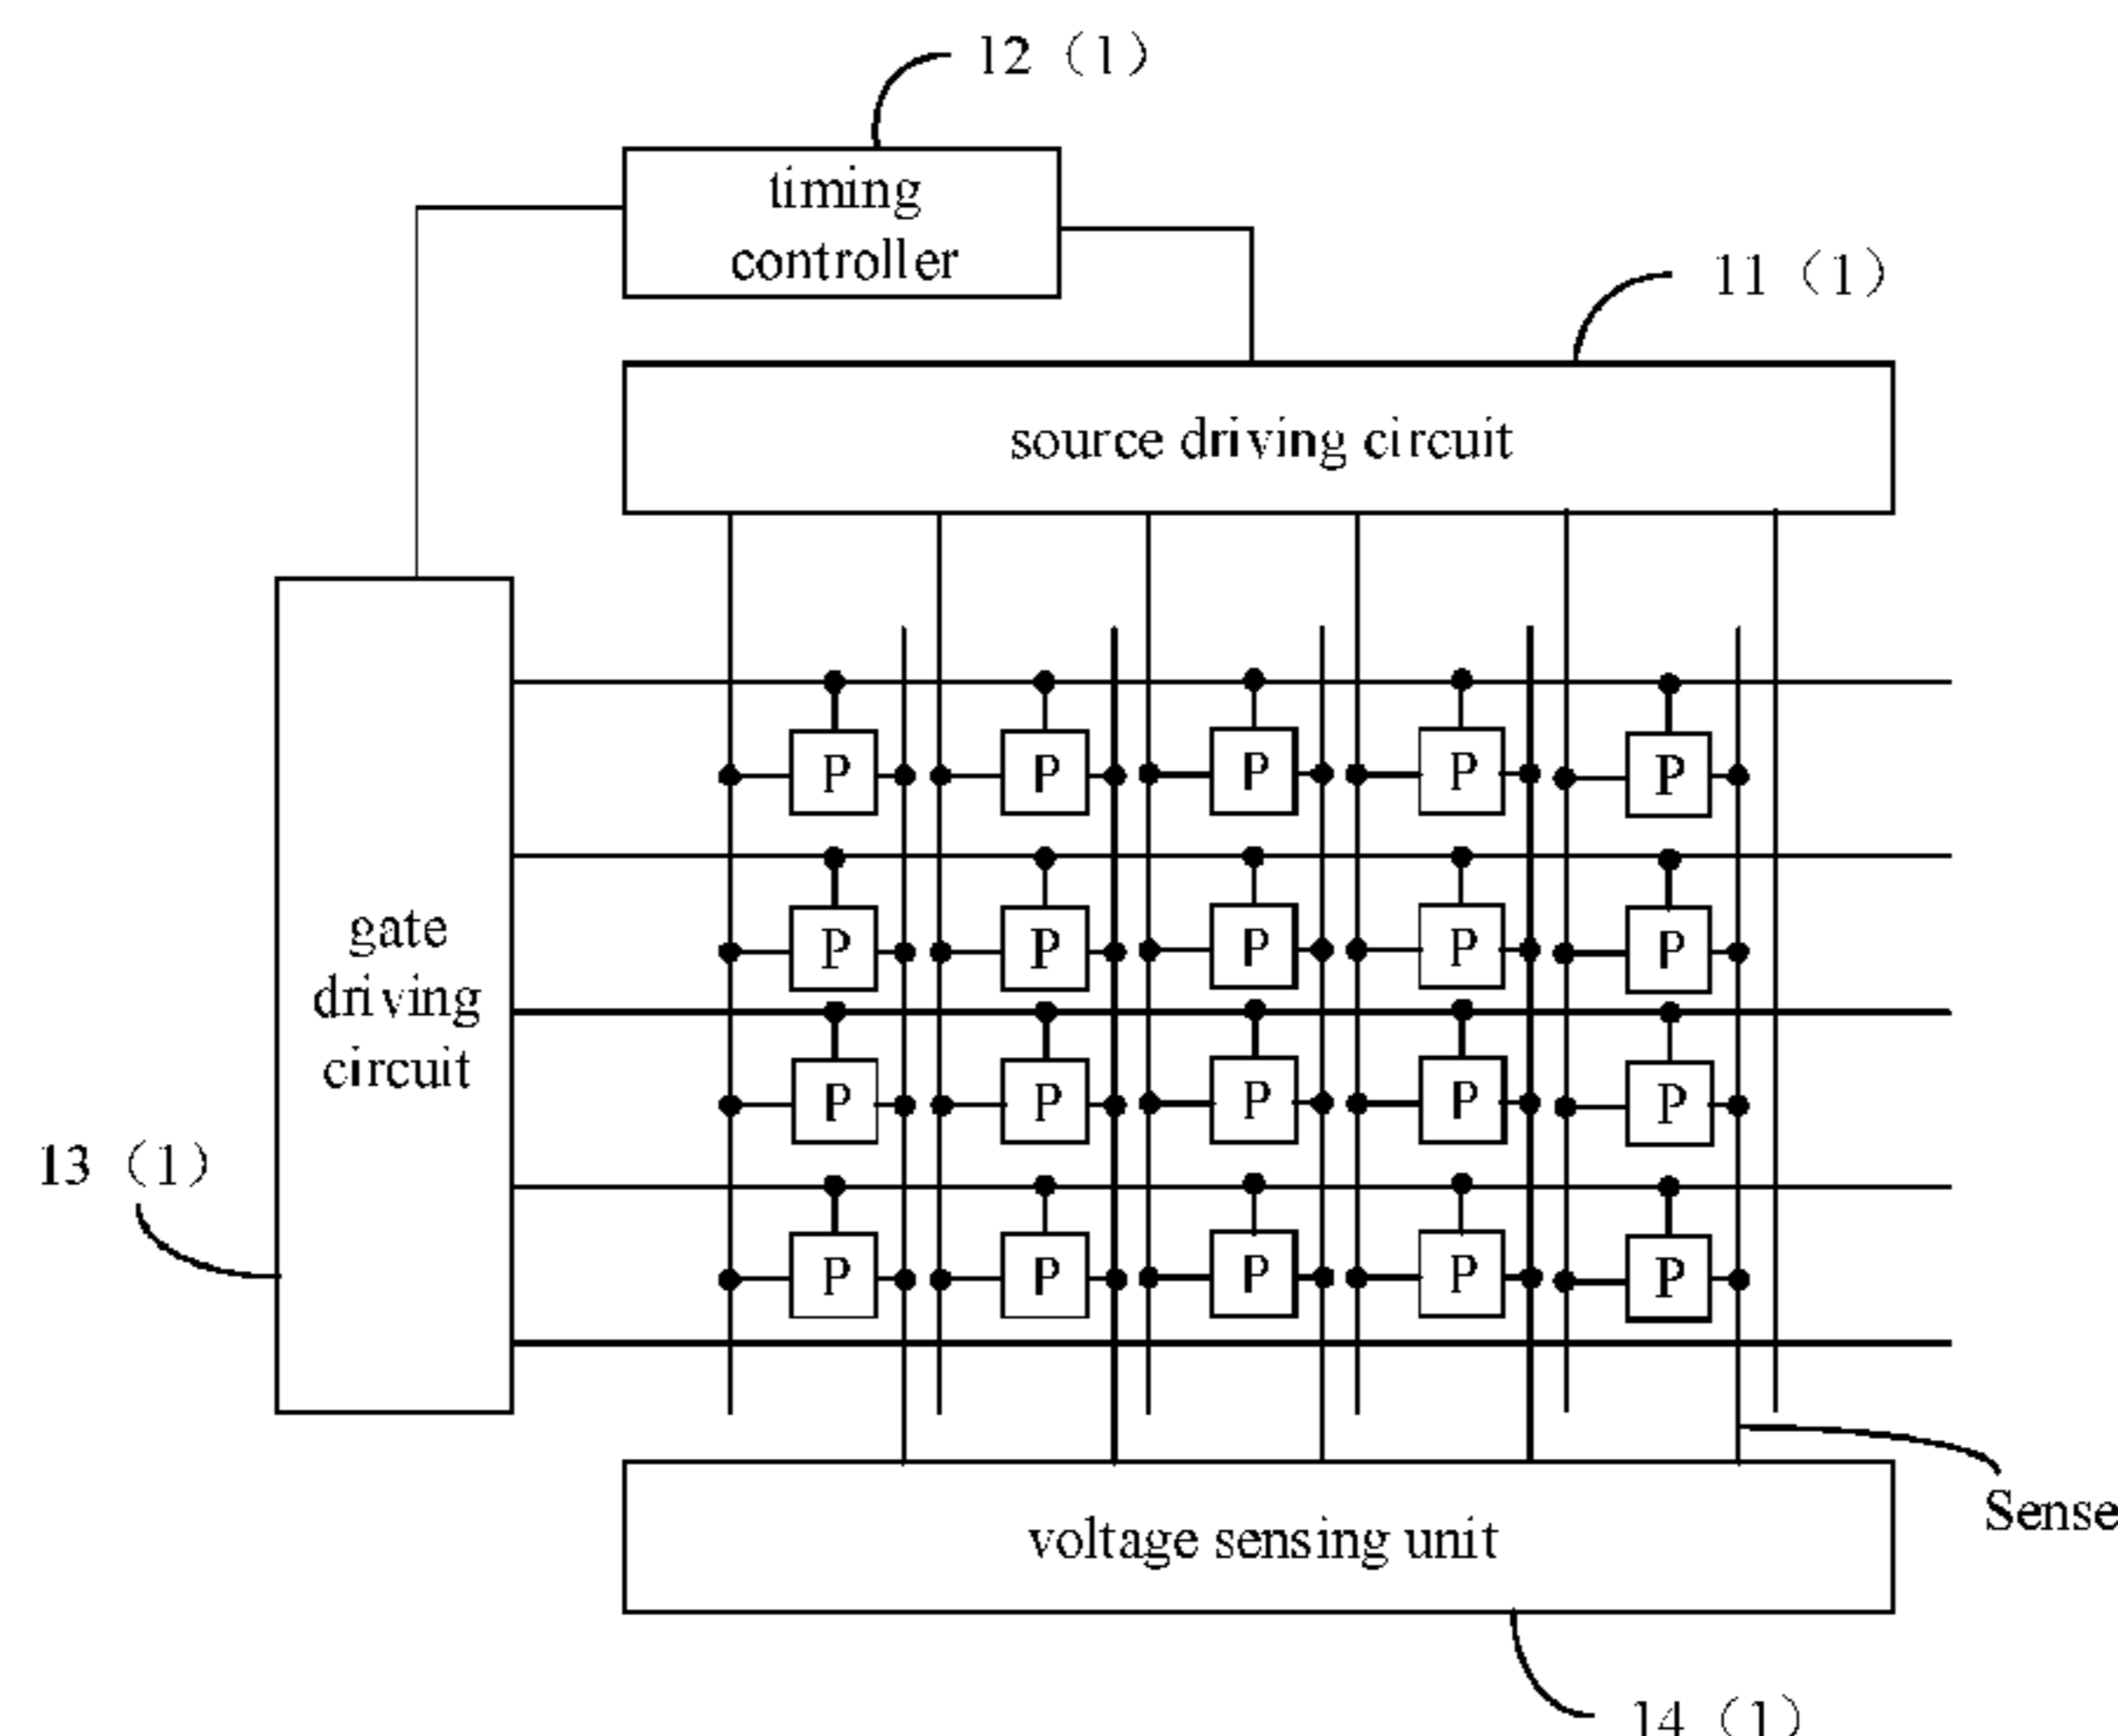 12（1）
timing
controller
11（1）
source driving circuit
P P P P P
gate
driving
circuit
P P P P P
P P P P P
13（1）
P P P P P
Sense
voltage sensing unit
14（1）